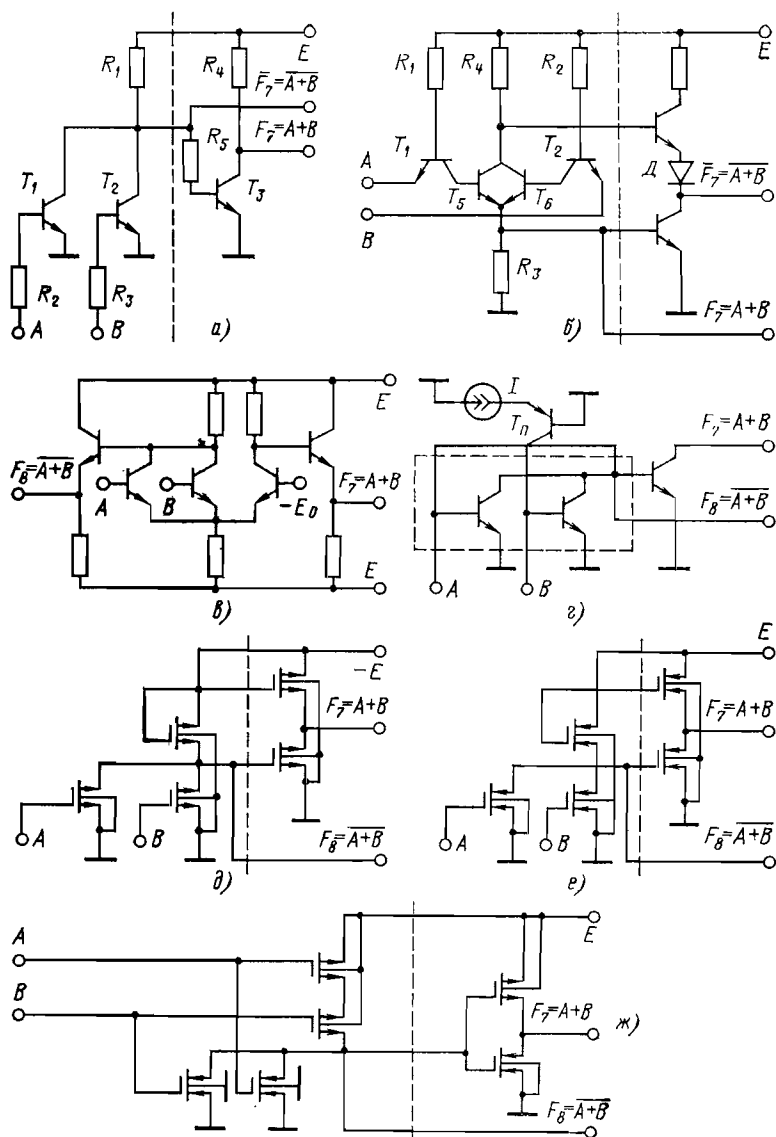 E
R₁
R₄
F̅₇=A̅+̅B̅
R₅
F₇=A+B
T₁
T₂
T₃
R₂
R₃
A
B
а)
E
R₁
R₄
R₂
A
T₁
T₂
T₅
T₆
Д
F̅₇=A̅+̅B̅
B
R₃
F₇=A+B
б)
E
F₈=A̅+̅B̅
A
B
-E₀
F₇=A+B
E
в)
I
Tп
F₇=A+B
F₈=A̅+̅B̅
A
B
г)
-E
F₇=A+B
A
B
F₈=A̅+̅B̅
д)
E
F₇=A+B
A
B
F₈=A̅+̅B̅
е)
A
B
E
F₇=A+B
ж)
F₈=A̅+̅B̅